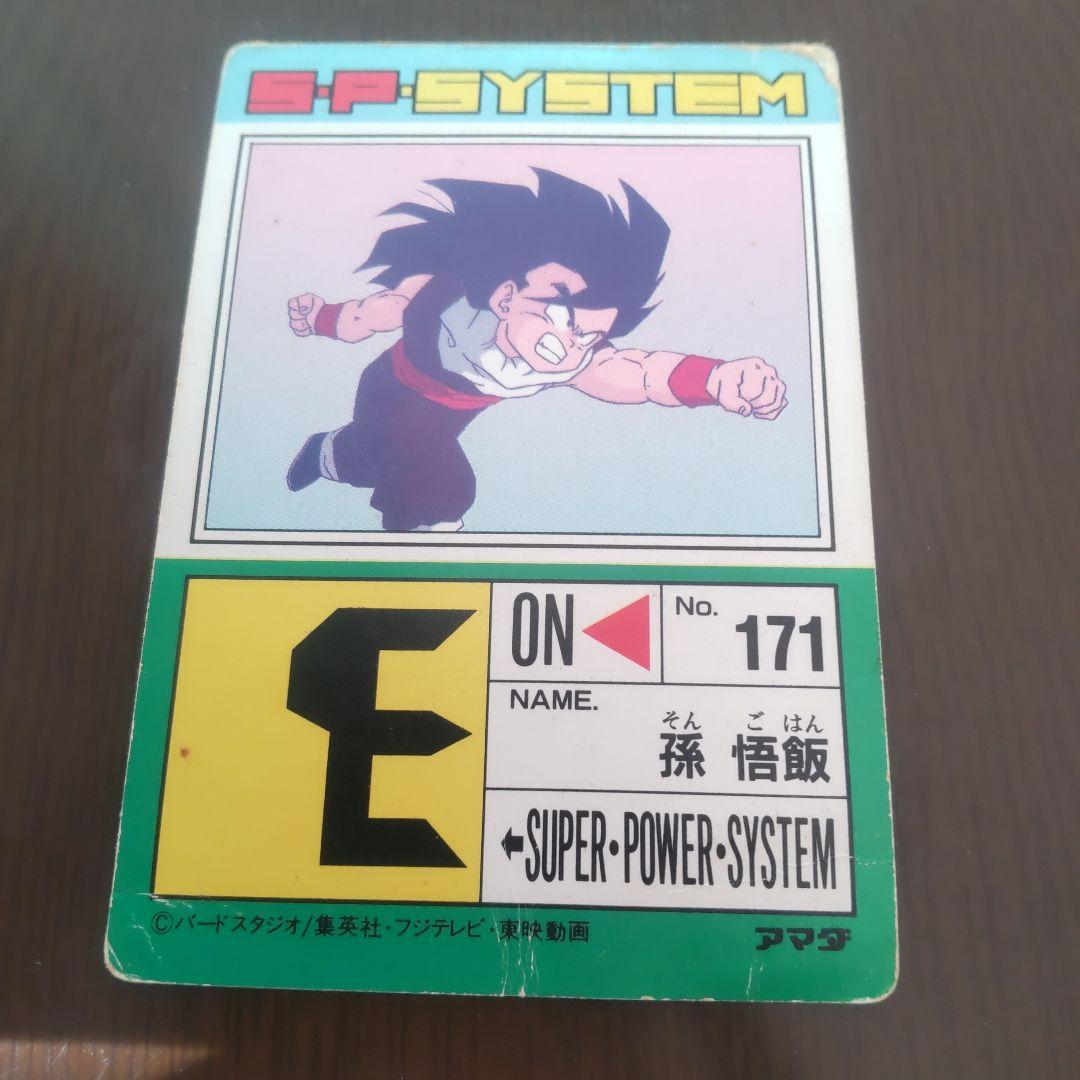 S·P·SYSTEM
E
ON
No.
171
NAME.
そん ご はん
孫 悟飯
SUPER·POWER·SYSTEM
©バードスタジオ/集英社・フジテレビ・東映動画
アマダ